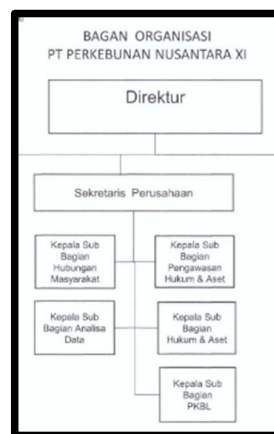 BAGAN ORGANISASI
PT PERKEBUNAN NUSANTARA XI
Direktur
Sekretaris Perusahaan
Kepala Sub
Bagian
Hubungan
Masyarakat
Kepala Sub
Bagian
Pengawasan
Hukum & Aset
Kepala Sub
Bagian Analisa
Data
Kepala Sub
Bagian
Hukum & Aset
Kepala Sub
Bagian
PKBL